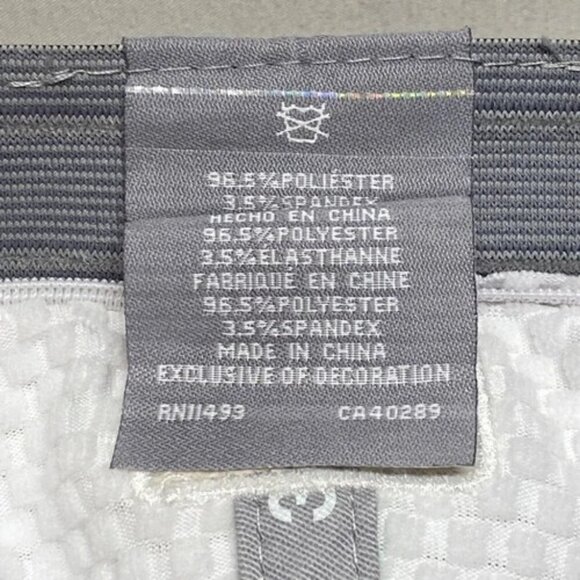 96.5%POLIÉSTER
3.5%SPANDEX
HECHO EN CHINA
96.5%POLYESTER
3.5%ELASTHANNE
FABRIQUE EN CHINE
96.5%POLYESTER
3.5%SPANDEX
MADE IN CHINA
EXCLUSIVE OF DECORATION
RN11493 CA40289